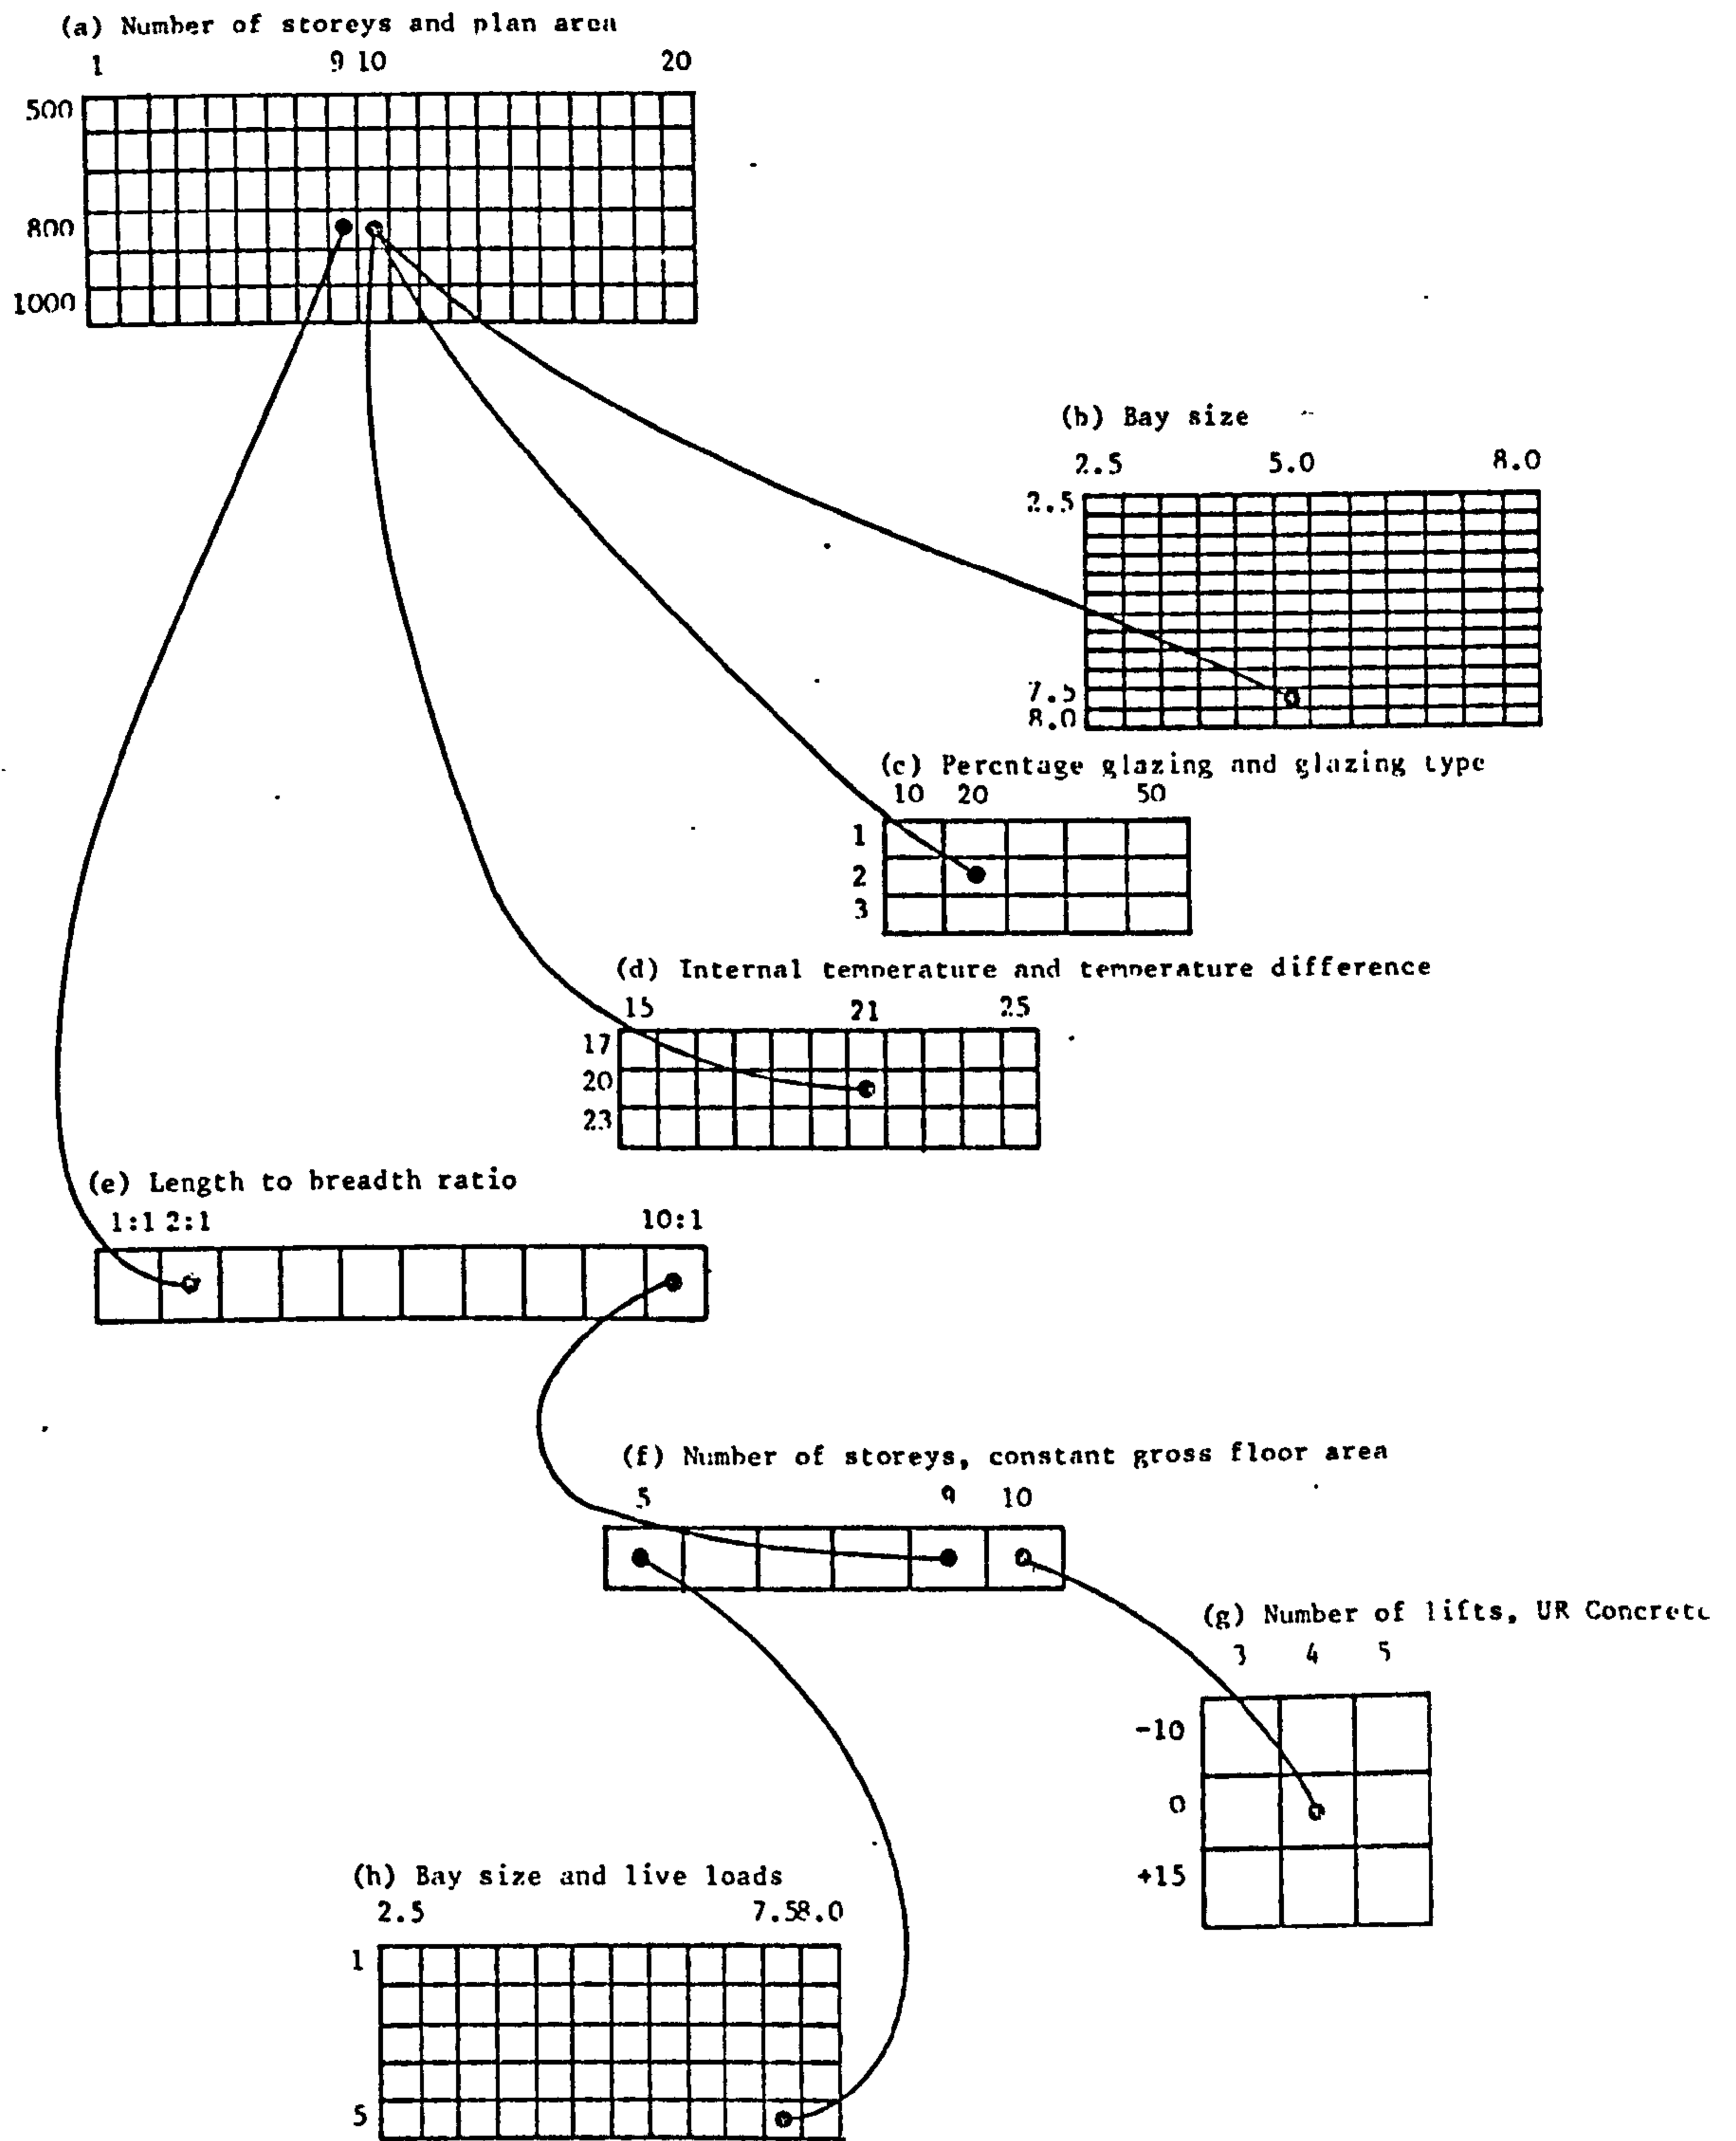 (a) Number of storeys and plan area
1 9 10 20
500
800
1000
(b) Bay size
2.5 5.0 8.0
2.5
7.5
8.0
(c) Percntage glazing and glazing type
10 20 50
1
2
3
(d) Internal temperature and temperature difference
15 21 25
17
20
23
(e) Length to breadth ratio
1:1 2:1 10:1
(f) Number of storeys, constant gross floor area
5 9 10
(g) Number of lifts, UR Concrete
3 4 5
-10
0
+15
(h) Bay size and live loads
2.5 7.58.0
1
5